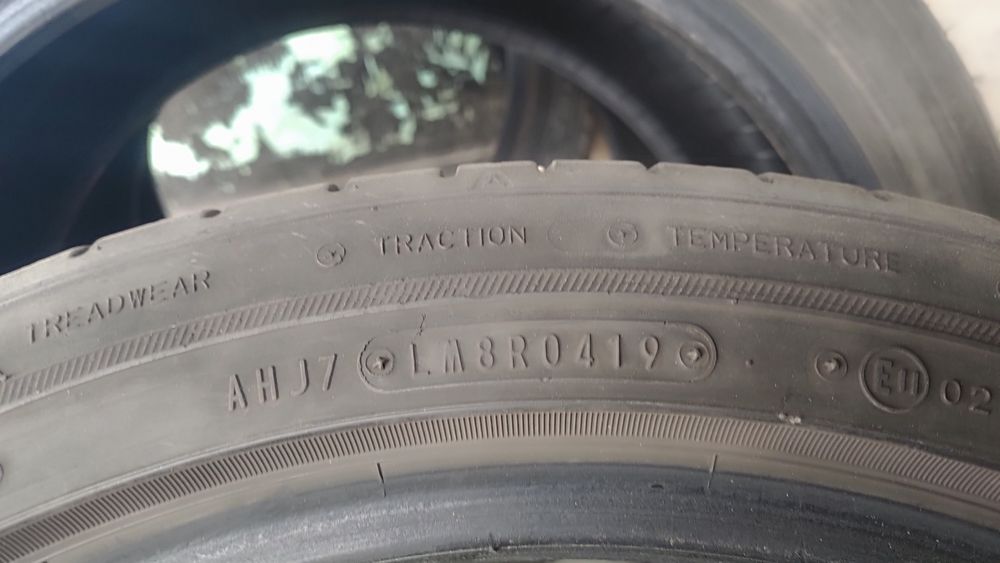 TREADWEAR TRACTION TEMPERATURE
AHJ7 LM8R0419 E11 02